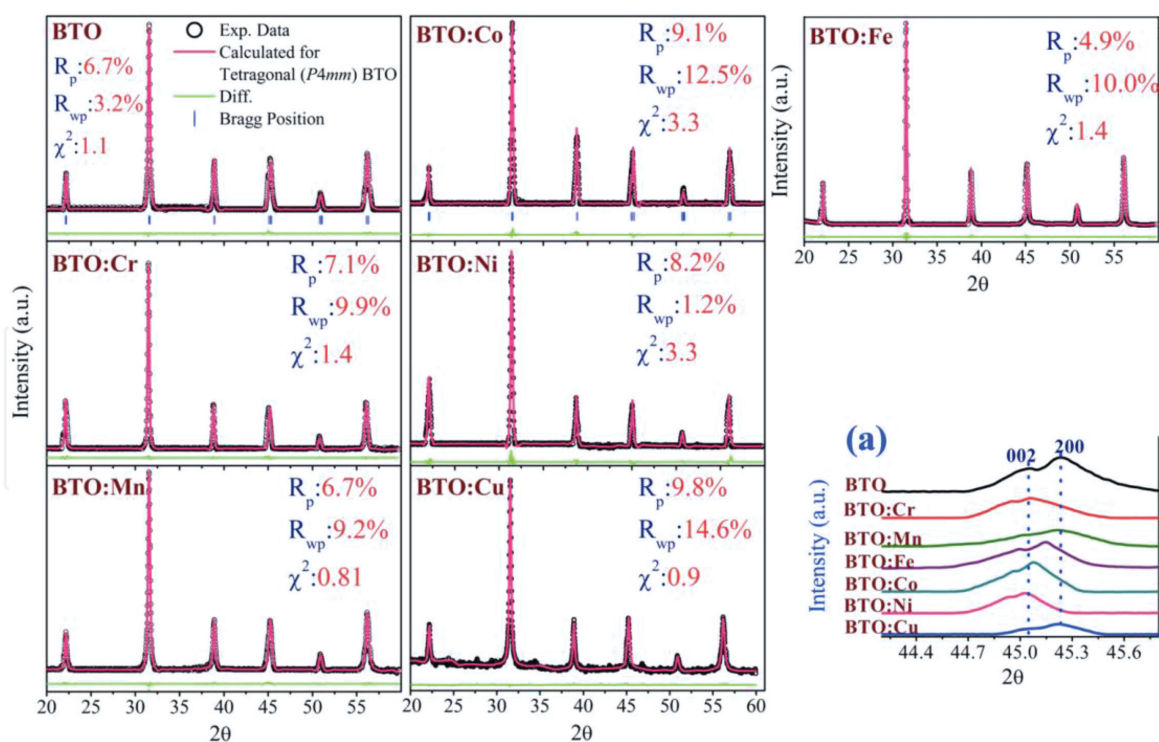 BTO
Exp. Data
Calculated for
Tetragonal (P4mm) BTO
Diff.
Bragg Position
Rp:6.7%
Rwp:3.2%
χ²:1.1
BTO:Co
Rp:9.1%
Rwp:12.5%
χ²:3.3
BTO:Fe
Rp:4.9%
Rwp:10.0%
χ²:1.4
Intensity (a.u.)
20 25 30 35 40 45 50 55
2θ
BTO:Cr
Rp:7.1%
Rwp:9.9%
χ²:1.4
BTO:Ni
Rp:8.2%
Rwp:1.2%
χ²:3.3
Intensity (a.u.)
BTO:Mn
Rp:6.7%
Rwp:9.2%
χ²:0.81
BTO:Cu
Rp:9.8%
Rwp:14.6%
χ²:0.9
20 25 30 35 40 45 50 55
2θ
20 25 30 35 40 45 50 55 60
2θ
(a)
002 200
BTO
BTO:Cr
BTO:Mn
BTO:Fe
BTO:Co
BTO:Ni
BTO:Cu
Intensity (a.u.)
44.4 44.7 45.0 45.3 45.6
2θ